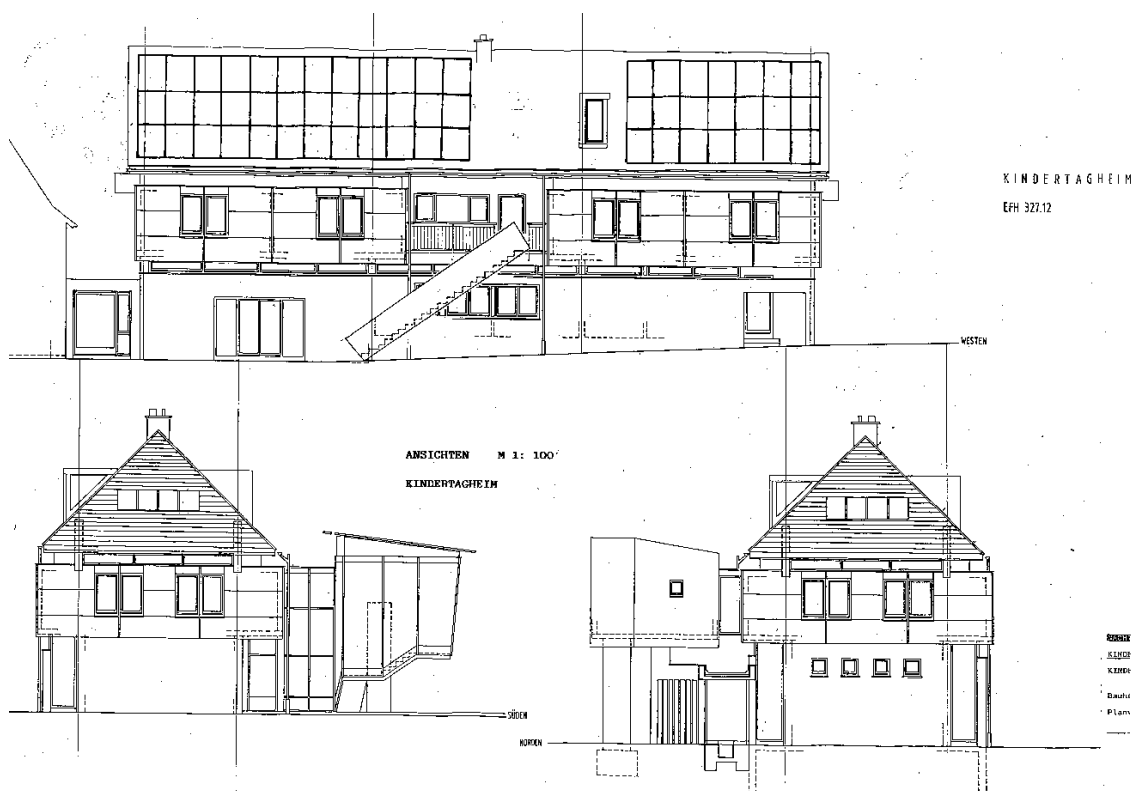 KINDERTAGHEIM
EFH 327.12
WESTEN
ANSICHTEN M 1: 100
KINDERTAGHEIM
SÜDEN
NORDEN